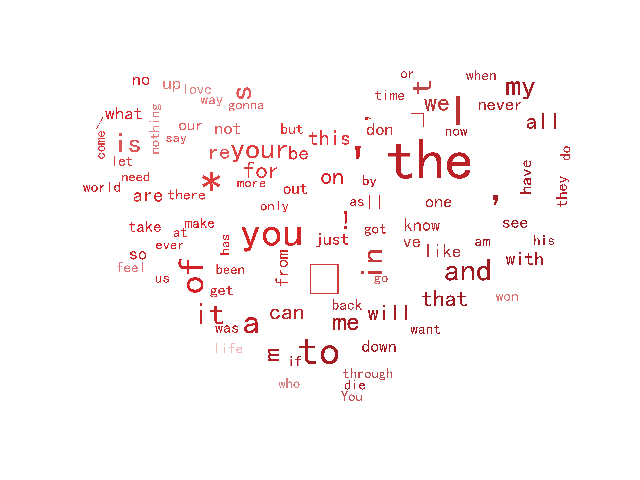 or
when
no
up
love
s
t
my
time
way
gonna
we
I
never
what
nothing
our
not
but
this
don
now
all
come
is
say
let
re
your
be
,
the
do
need
for
on
by
have
they
world
are
there
*
more
out
only
as
one
,
take
at
make
you
!
just
got
know
see
so
ever
has
ve
like
am
his
feel
us
of
been
from
in
go
and
with
get
that
won
it
was
a
can
back
me
will
want
life
m
if
to
down
who
through
die
You